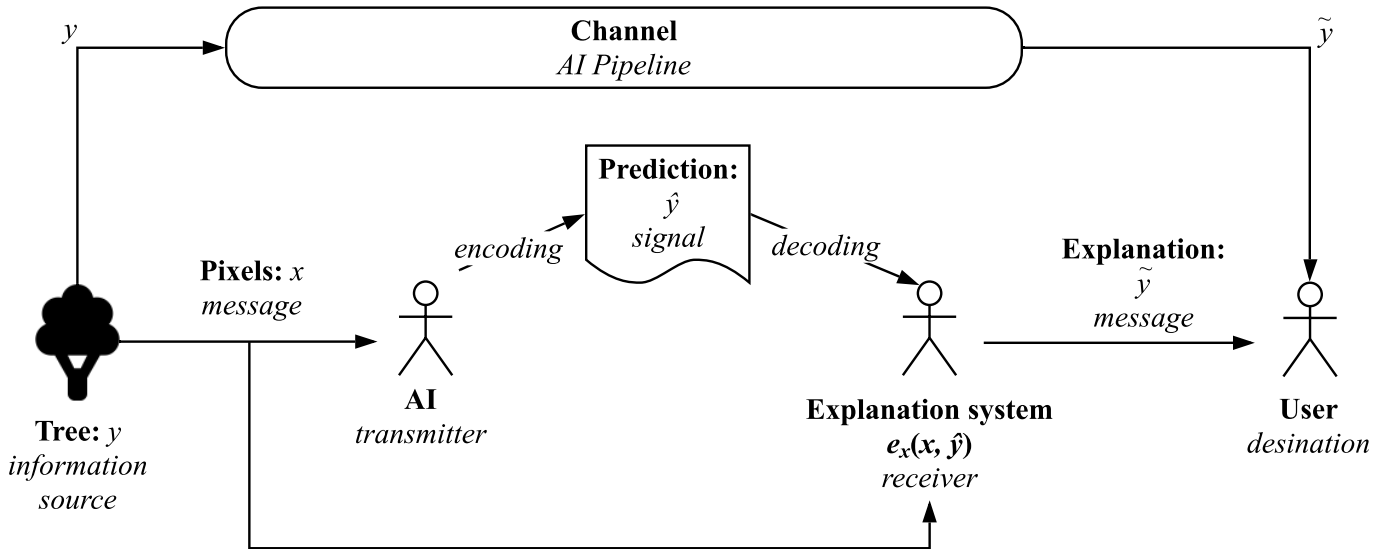 y
Channel
AI Pipeline
ỹ
Prediction:
ŷ
signal
encoding
decoding
Pixels: x
message
Explanation:
ỹ
message
Tree: y
information
source
AI
transmitter
Explanation system
eₓ(x, ŷ)
receiver
User
desination